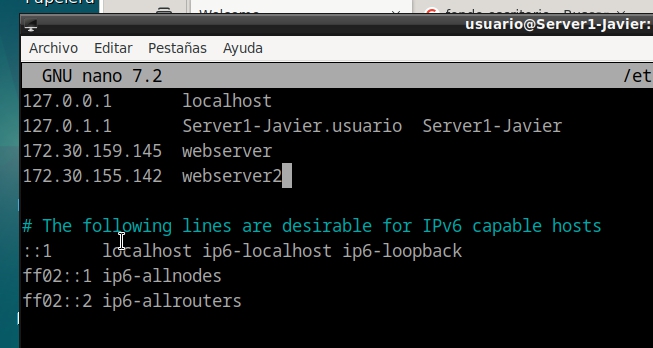 Papelera
Welcome
usuario@Server1-Javier:
Archivo Editar Pestañas Ayuda
GNU nano 7.2 /et
127.0.0.1 localhost
127.0.1.1 Server1-Javier.usuario Server1-Javier
172.30.159.145 webserver
172.30.155.142 webserver2
# The following lines are desirable for IPv6 capable hosts
::1 localhost ip6-localhost ip6-loopback
ff02::1 ip6-allnodes
ff02::2 ip6-allrouters